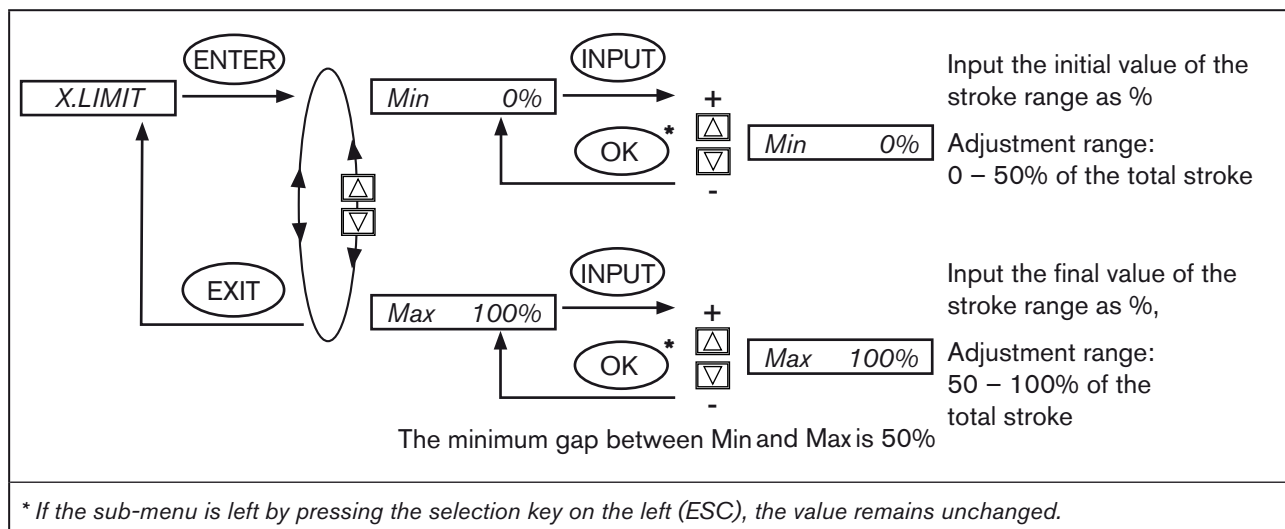 ENTER
X.LIMIT
EXIT
Min 0%
INPUT
OK *
+
-
Min 0%
Input the initial value of the
stroke range as %
Adjustment range:
0 – 50% of the total stroke
Max 100%
INPUT
OK *
+
-
Max 100%
Input the final value of the
stroke range as %,
Adjustment range:
50 – 100% of the
total stroke
The minimum gap between Min and Max is 50%
* If the sub-menu is left by pressing the selection key on the left (ESC), the value remains unchanged.